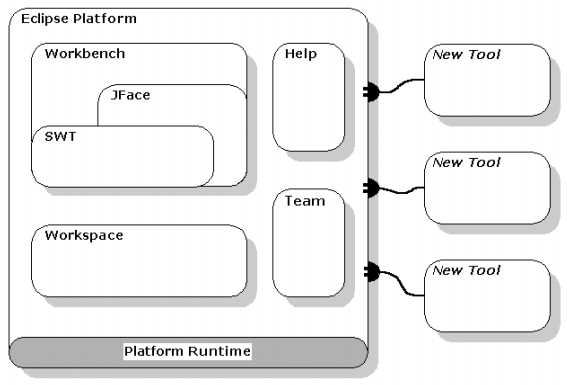 Eclipse Platform
Workbench
JFace
SWT
Help
Workspace
Team
Platform Runtime
New Tool
New Tool
New Tool